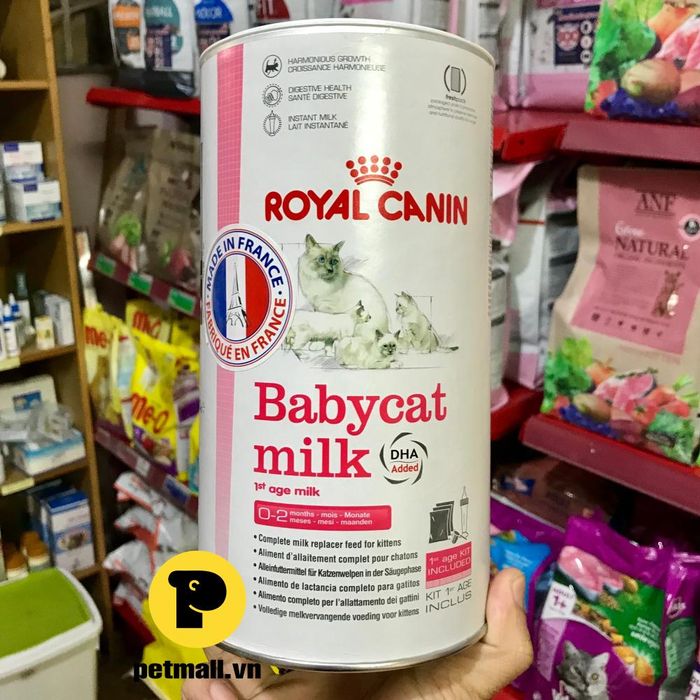 HARMONIOUS GROWTH
CROISSANCE HARMONIEUSE
DIGESTIVE HEALTH
SANTÉ DIGESTIVE
INSTANT MILK
LAIT INSTANTANÉ
ROYAL CANIN
MADE IN FRANCE
FABRIQUÉ EN FRANCE
Babycat
milk
DHA
Added
1st age milk
0-2 months - mois - Monate
meses - mesi - maanden
• Complete milk replacer feed for kittens
• Aliment d'allaitement complet pour chatons
• Alleinfuttermittel für Katzenwelpen in der Säugephase
• Alimento de lactancia completo para gatitos
• Alimento completo per l'allattamento dei gattini
• Volledige melkvervangende voeding voor kittens
1st age KIT
INCLUDED
KIT 1er AGE
INCLUS
P
petmall.vn
me-o
me-o
ANF
NATURAL
ADULT
1+